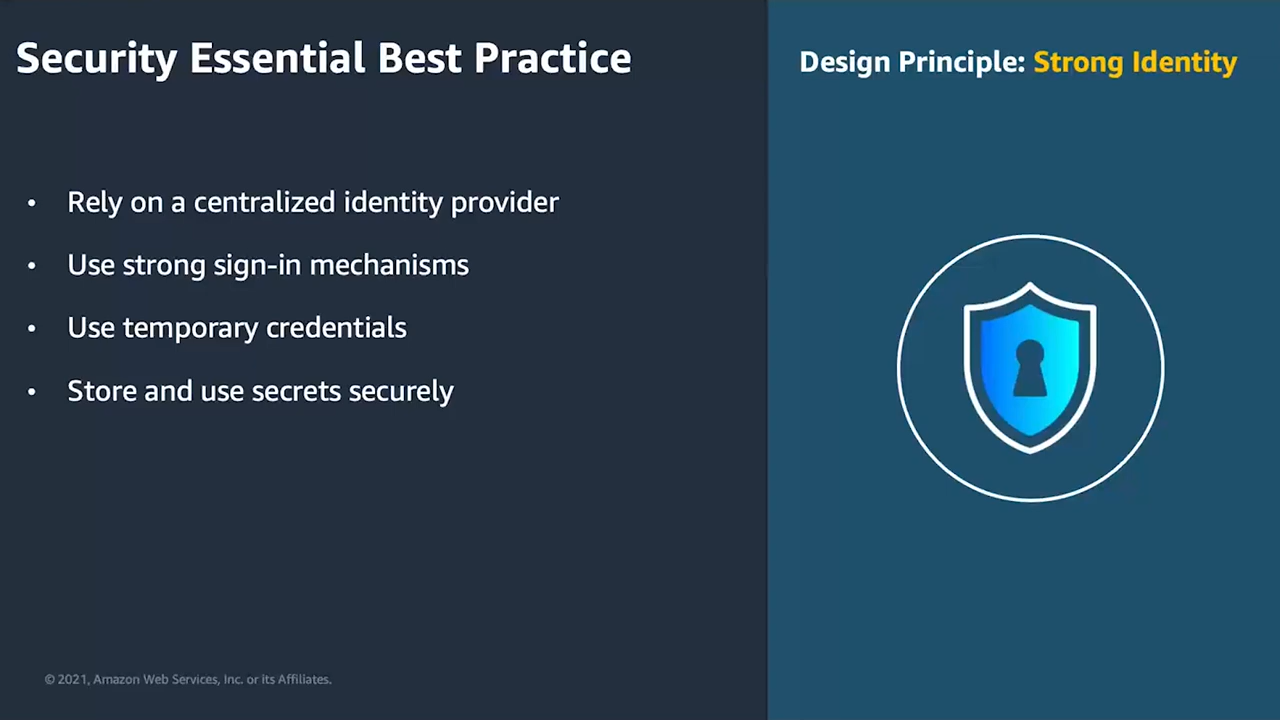 Security Essential Best Practice
Design Principle: Strong Identity
• Rely on a centralized identity provider
• Use strong sign-in mechanisms
• Use temporary credentials
• Store and use secrets securely
© 2021, Amazon Web Services, Inc. or its Affiliates.